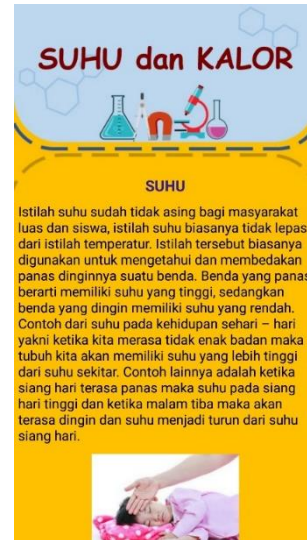 SUHU dan KALOR
SUHU
Istilah suhu sudah tidak asing bagi masyarakat
luas dan siswa, istilah suhu biasanya tidak lepas
dari istilah temperatur. Istilah tersebut biasanya
digunakan untuk mengetahui dan membedakan
panas dinginnya suatu benda. Benda yang panas
berarti memiliki suhu yang tinggi, sedangkan
benda yang dingin memiliki suhu yang rendah.
Contoh dari suhu pada kehidupan sehari – hari
yakni ketika kita merasa tidak enak badan maka
tubuh kita akan memiliki suhu yang lebih tinggi
dari suhu sekitar. Contoh lainnya adalah ketika
siang hari terasa panas maka suhu pada siang
hari tinggi dan ketika malam tiba maka akan
terasa dingin dan suhu menjadi turun dari suhu
siang hari.